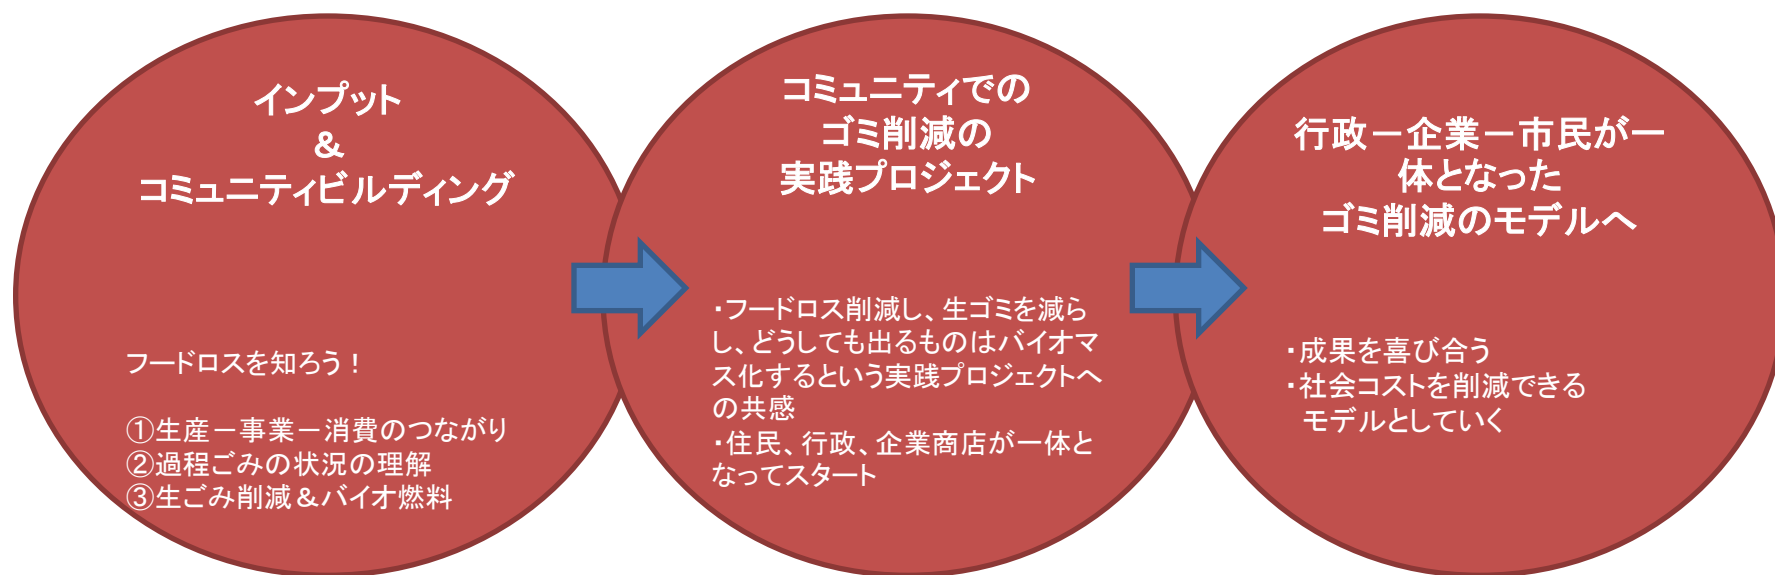 インプット
&
コミュニティビルディング
フードロスを知ろう！
①生産－事業－消費のつながり
②過程ごみの状況の理解
③生ごみ削減＆バイオ燃料
コミュニティでの
ゴミ削減の
実践プロジェクト
・フードロス削減し、生ゴミを減ら
し、どうしても出るものはバイオマ
ス化するという実践プロジェクトへ
の共感
・住民、行政、企業商店が一体と
なってスタート
行政－企業－市民が一
体となった
ゴミ削減のモデルへ
・成果を喜び合う
・社会コストを削減できる
モデルとしていく